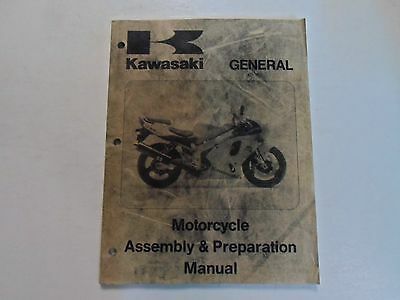 Kawasaki GENERAL
Motorcycle
Assembly & Preparation
Manual